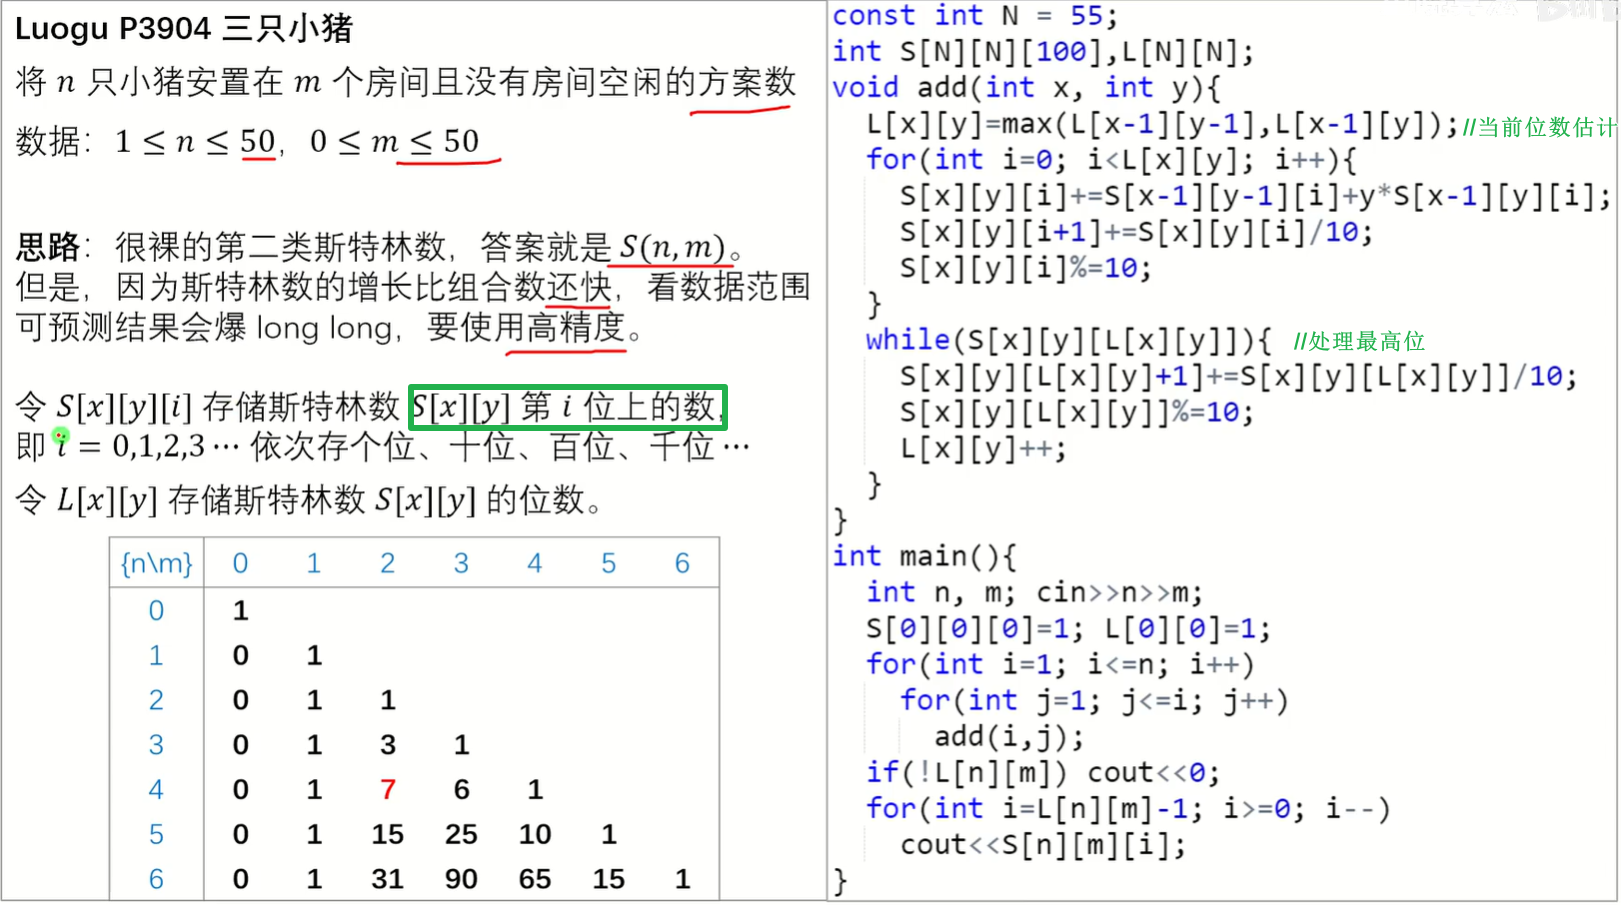 Luogu P3904 三只小猪
将 n 只小猪安置在 m 个房间且没有房间空闲的方案数
数据：1 ≤ n ≤ 50，0 ≤ m ≤ 50
思路：很裸的第二类斯特林数，答案就是 S(n, m)。
但是，因为斯特林数的增长比组合数还快，看数据范围
可预测结果会爆 long long，要使用高精度。
令 S[x][y][i] 存储斯特林数 S[x][y] 第 i 位上的数，
即 i = 0,1,2,3 ⋯ 依次存个位、十位、百位、千位 ⋯
令 L[x][y] 存储斯特林数 S[x][y] 的位数。
{n\m} 0 1 2 3 4 5 6
0 1
1 0 1
2 0 1 1
3 0 1 3 1
4 0 1 7 6 1
5 0 1 15 25 10 1
6 0 1 31 90 65 15 1
const int N = 55;
int S[N][N][100],L[N][N];
void add(int x, int y){
L[x][y]=max(L[x-1][y-1],L[x-1][y]); //当前位数估计
for(int i=0; i<L[x][y]; i++){
S[x][y][i]+=S[x-1][y-1][i]+y*S[x-1][y][i];
S[x][y][i+1]+=S[x][y][i]/10;
S[x][y][i]%=10;
}
while(S[x][y][L[x][y]]){ //处理最高位
S[x][y][L[x][y]+1]+=S[x][y][L[x][y]]/10;
S[x][y][L[x][y]]%=10;
L[x][y]++;
}
}
int main(){
int n, m; cin>>n>>m;
S[0][0][0]=1; L[0][0]=1;
for(int i=1; i<=n; i++)
for(int j=1; j<=i; j++)
add(i,j);
if(!L[n][m]) cout<<0;
for(int i=L[n][m]-1; i>=0; i--)
cout<<S[n][m][i];
}